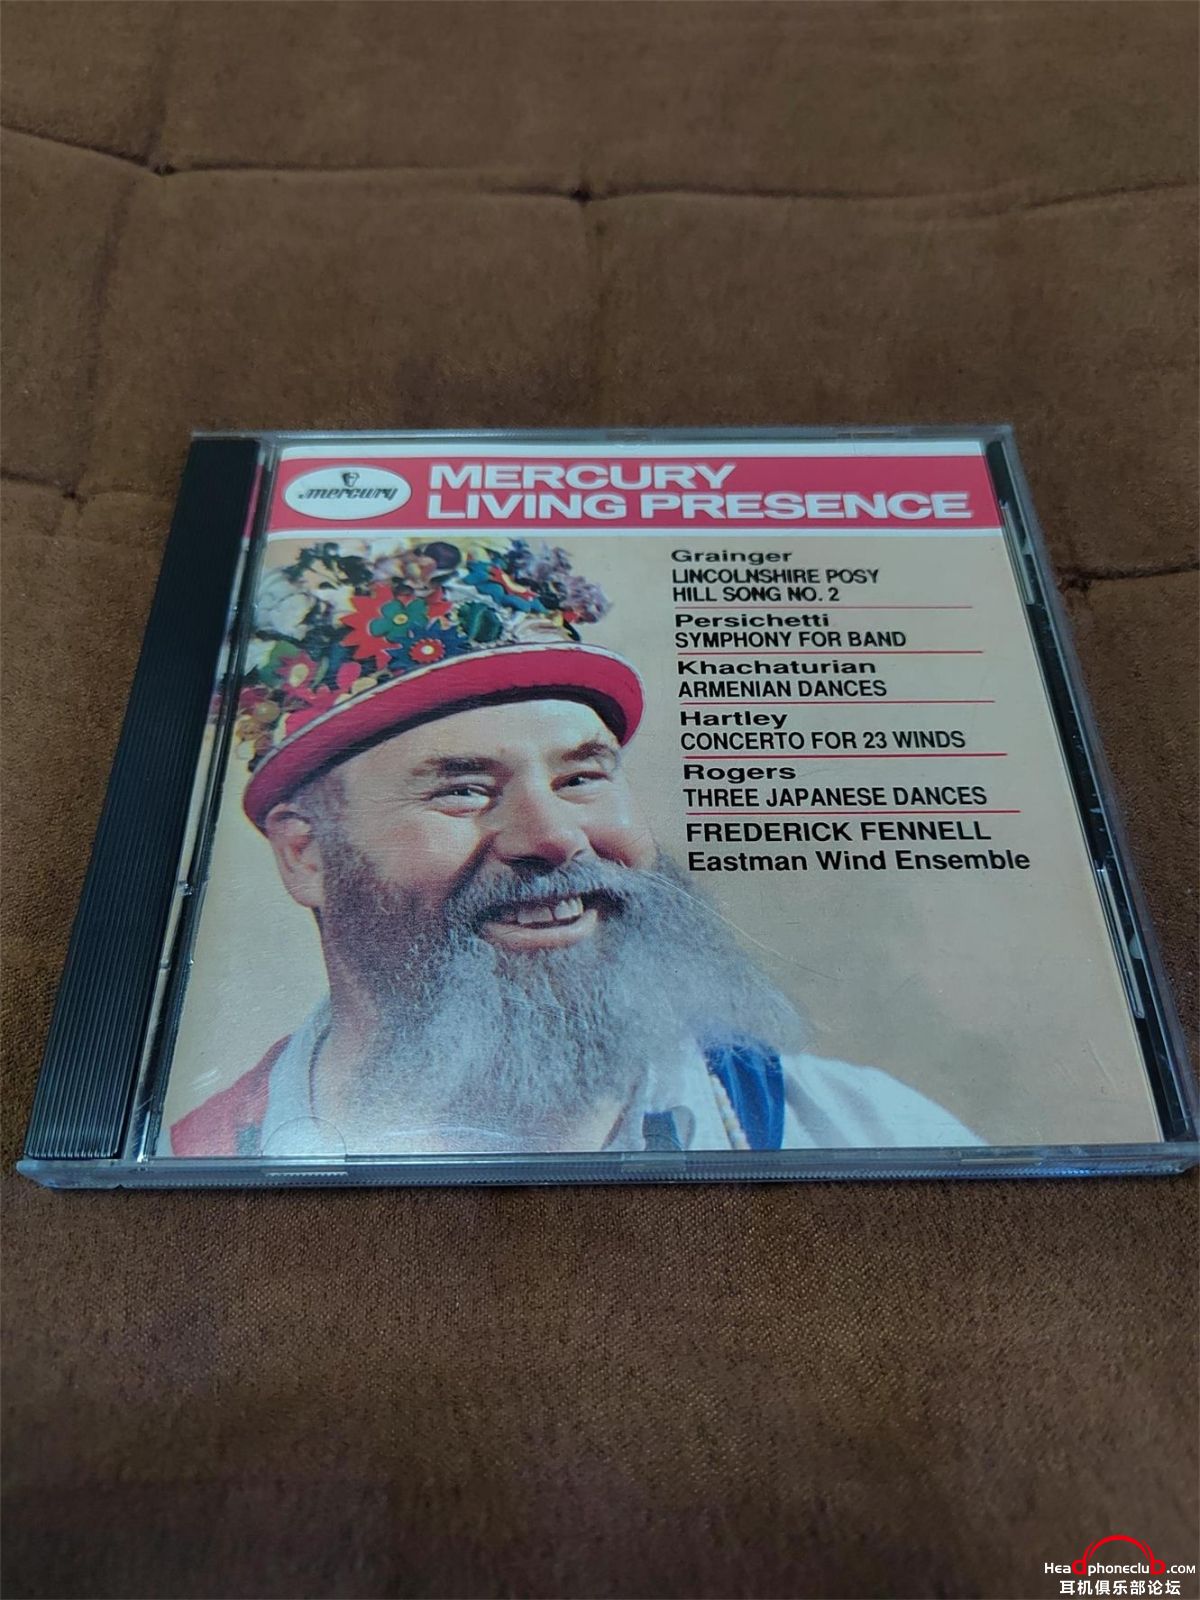 mercury
MERCURY
LIVING PRESENCE
Grainger
LINCOLNSHIRE POSY
HILL SONG NO. 2
Persichetti
SYMPHONY FOR BAND
Khachaturian
ARMENIAN DANCES
Hartley
CONCERTO FOR 23 WINDS
Rogers
THREE JAPANESE DANCES
FREDERICK FENNELL
Eastman Wind Ensemble
Headphoneclub.com
耳机俱乐部论坛